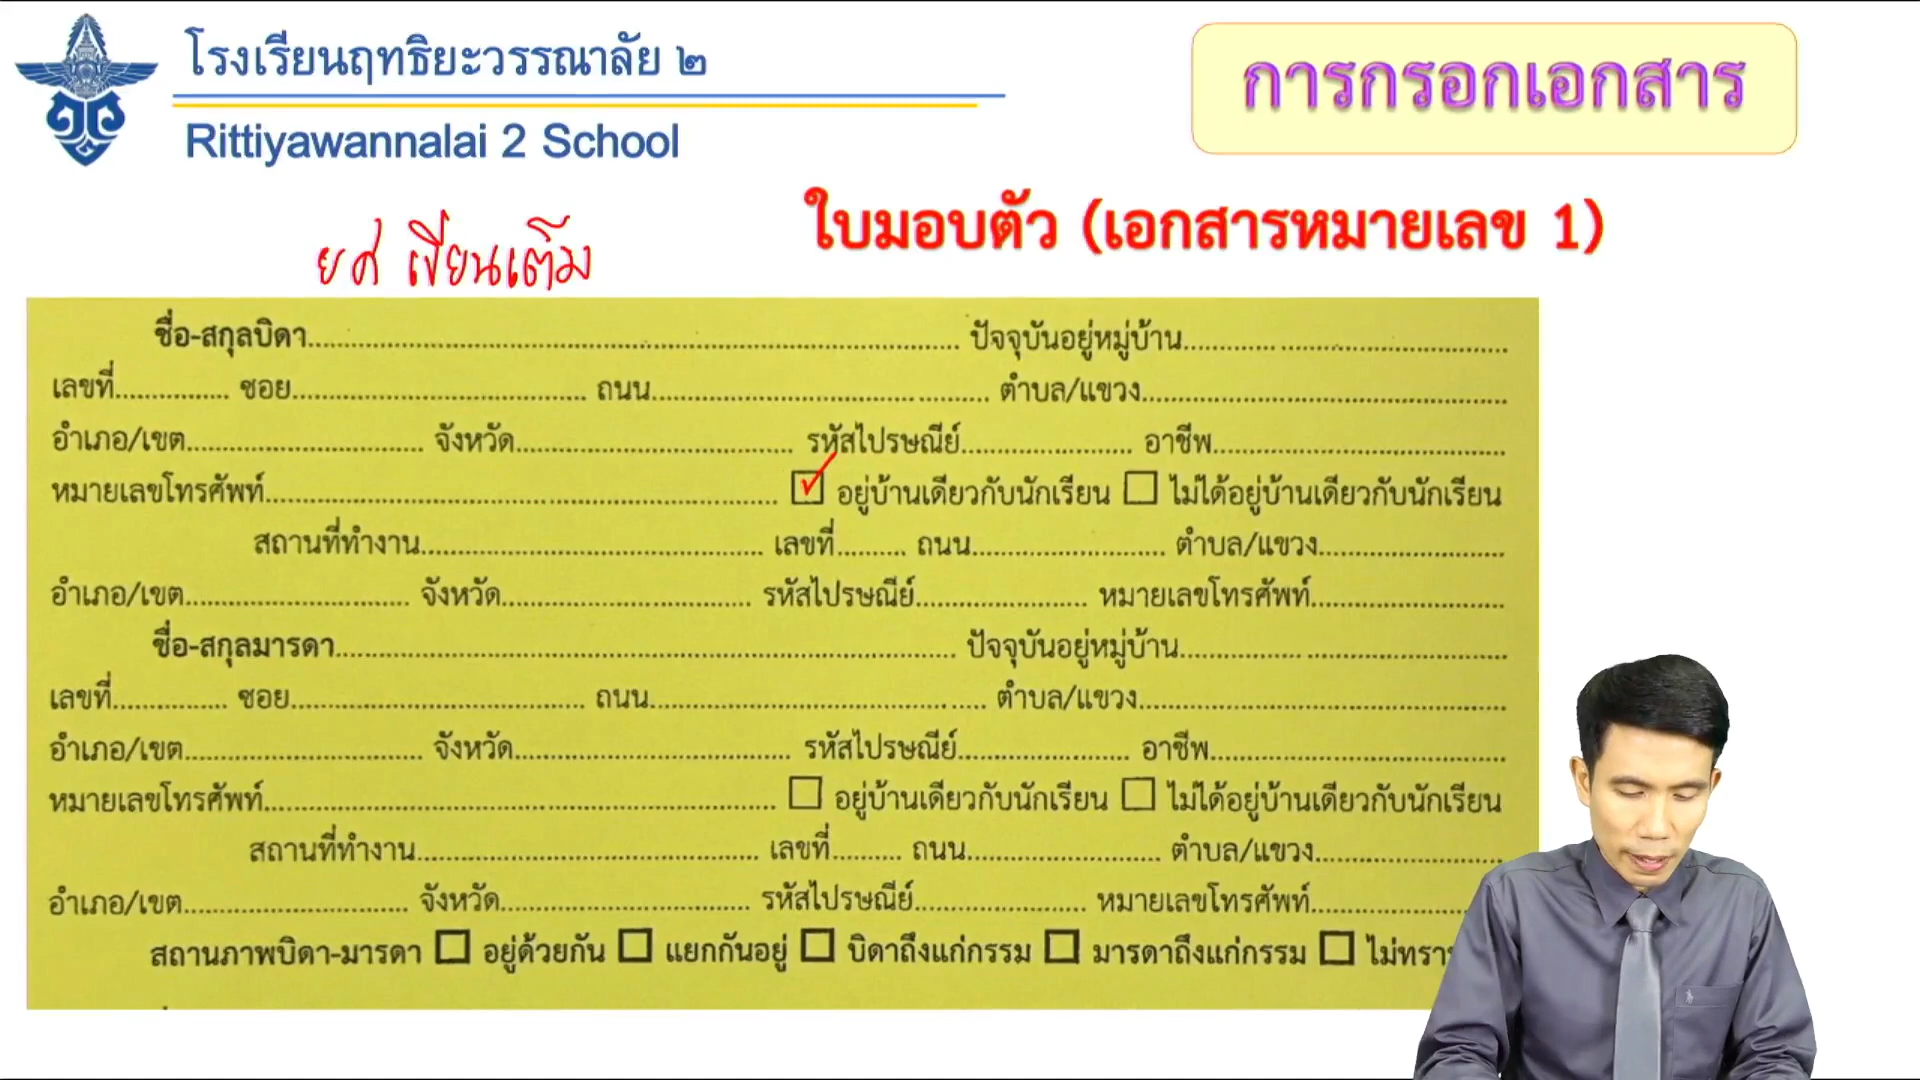 โรงเรียนฤทธิยะวรรณาลัย ๒
Rittiyawannalai 2 School
การกรอกเอกสาร
ใบมอบตัว (เอกสารหมายเลข 1)
ยศ เขียนเต็ม
ชื่อ-สกุลบิดา ปัจจุบันอยู่หมู่บ้าน
เลขที่ ซอย ถนน ตำบล/แขวง
อำเภอ/เขต จังหวัด รหัสไปรษณีย์ อาชีพ
หมายเลขโทรศัพท์ อยู่บ้านเดียวกับนักเรียน ไม่ได้อยู่บ้านเดียวกับนักเรียน
สถานที่ทำงาน เลขที่ ถนน ตำบล/แขวง
อำเภอ/เขต จังหวัด รหัสไปรษณีย์ หมายเลขโทรศัพท์
ชื่อ-สกุลมารดา ปัจจุบันอยู่หมู่บ้าน
เลขที่ ซอย ถนน ตำบล/แขวง
อำเภอ/เขต จังหวัด รหัสไปรษณีย์ อาชีพ
หมายเลขโทรศัพท์ อยู่บ้านเดียวกับนักเรียน ไม่ได้อยู่บ้านเดียวกับนักเรียน
สถานที่ทำงาน เลขที่ ถนน ตำบล/แขวง
อำเภอ/เขต จังหวัด รหัสไปรษณีย์ หมายเลขโทรศัพท์
สถานภาพบิดา-มารดา อยู่ด้วยกัน แยกกันอยู่ บิดาถึงแก่กรรม มารดาถึงแก่กรรม